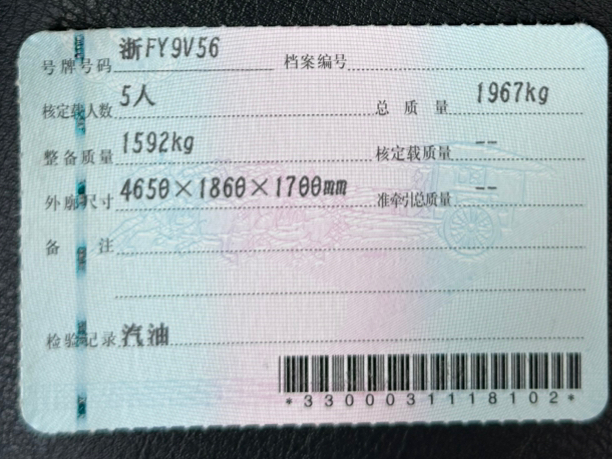 号牌号码 浙FY9V56 档案编号
核定载人数 5人 总质量 1967kg
整备质量 1592kg 核定载质量 --
外廓尺寸 4650×1860×1700mm 准牵引总质量 --
备注
检验记录 汽油
*3300031118102*